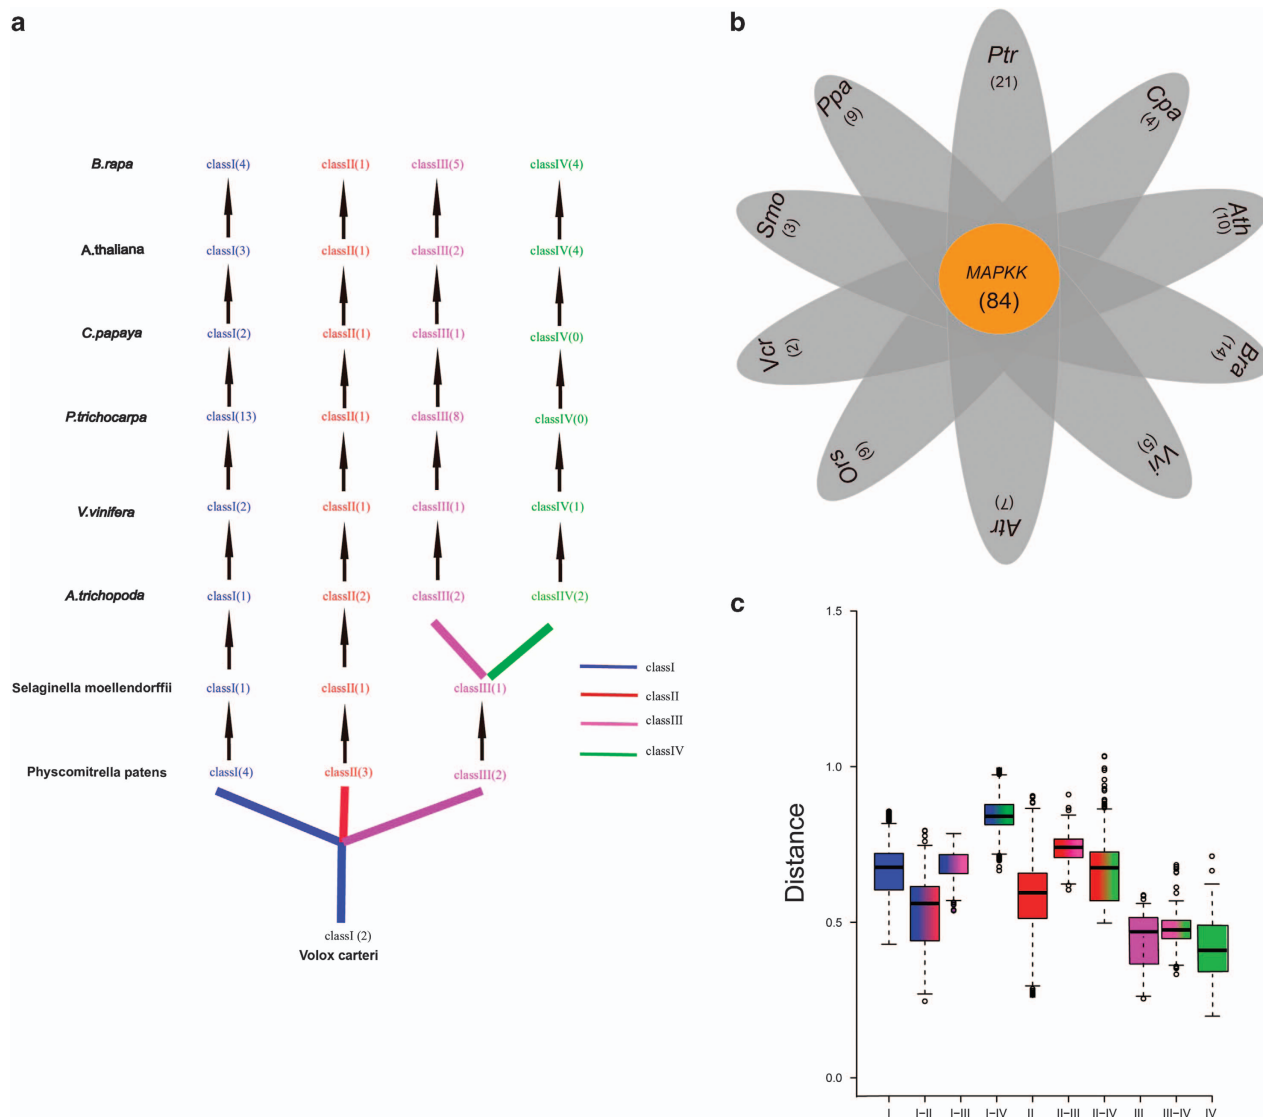 a
B.rapa classI(4) classII(1) classIII(5) classIV(4)
A.thaliana classI(3) classII(1) classIII(2) classIV(4)
C.papaya classI(2) classII(1) classIII(1) classIV(0)
P.trichocarpa classI(13) classII(1) classIII(8) classIV(0)
V.vinifera classI(2) classII(1) classIII(1) classIV(1)
A.trichopoda classI(1) classII(2) classIII(2) classIIV(2)
Selaginella moellendorffii classI(1) classII(1) classIII(1)
Physcomitrella patens classI(4) classII(3) classIII(2)
classI (2)
Volox carteri
classI
classII
classIII
classIV
b
Ptr
(21)
Cpa
(4)
Ath
(10)
Bra
(14)
Vvi
(5)
Atr
(7)
Ors
(9)
Vcr
(2)
Smo
(3)
Ppa
(9)
MAPKK
(84)
c
Distance
1.5
1.0
0.5
0.0
I I-II I-III I-IV II II-III II-IV III III-IV IV